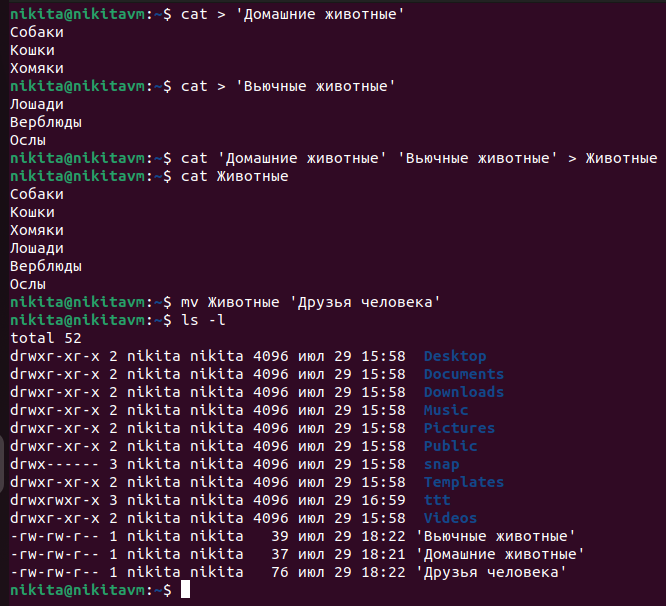 nikita@nikitavm:~$ cat > 'Домашние животные'
Собаки
Кошки
Хомяки
nikita@nikitavm:~$ cat > 'Вьючные животные'
Лошади
Верблюды
Ослы
nikita@nikitavm:~$ cat 'Домашние животные' 'Вьючные животные' > Животные
nikita@nikitavm:~$ cat Животные
Собаки
Кошки
Хомяки
Лошади
Верблюды
Ослы
nikita@nikitavm:~$ mv Животные 'Друзья человека'
nikita@nikitavm:~$ ls -l
total 52
drwxr-xr-x 2 nikita nikita 4096 июл 29 15:58  Desktop
drwxr-xr-x 2 nikita nikita 4096 июл 29 15:58  Documents
drwxr-xr-x 2 nikita nikita 4096 июл 29 15:58  Downloads
drwxr-xr-x 2 nikita nikita 4096 июл 29 15:58  Music
drwxr-xr-x 2 nikita nikita 4096 июл 29 15:58  Pictures
drwxr-xr-x 2 nikita nikita 4096 июл 29 15:58  Public
drwx------ 3 nikita nikita 4096 июл 29 15:58  snap
drwxr-xr-x 2 nikita nikita 4096 июл 29 15:58  Templates
drwxrwxr-x 3 nikita nikita 4096 июл 29 16:59  ttt
drwxr-xr-x 2 nikita nikita 4096 июл 29 15:58  Videos
-rw-rw-r-- 1 nikita nikita   39 июл 29 18:22 'Вьючные животные'
-rw-rw-r-- 1 nikita nikita   37 июл 29 18:21 'Домашние животные'
-rw-rw-r-- 1 nikita nikita   76 июл 29 18:22 'Друзья человека'
nikita@nikitavm:~$